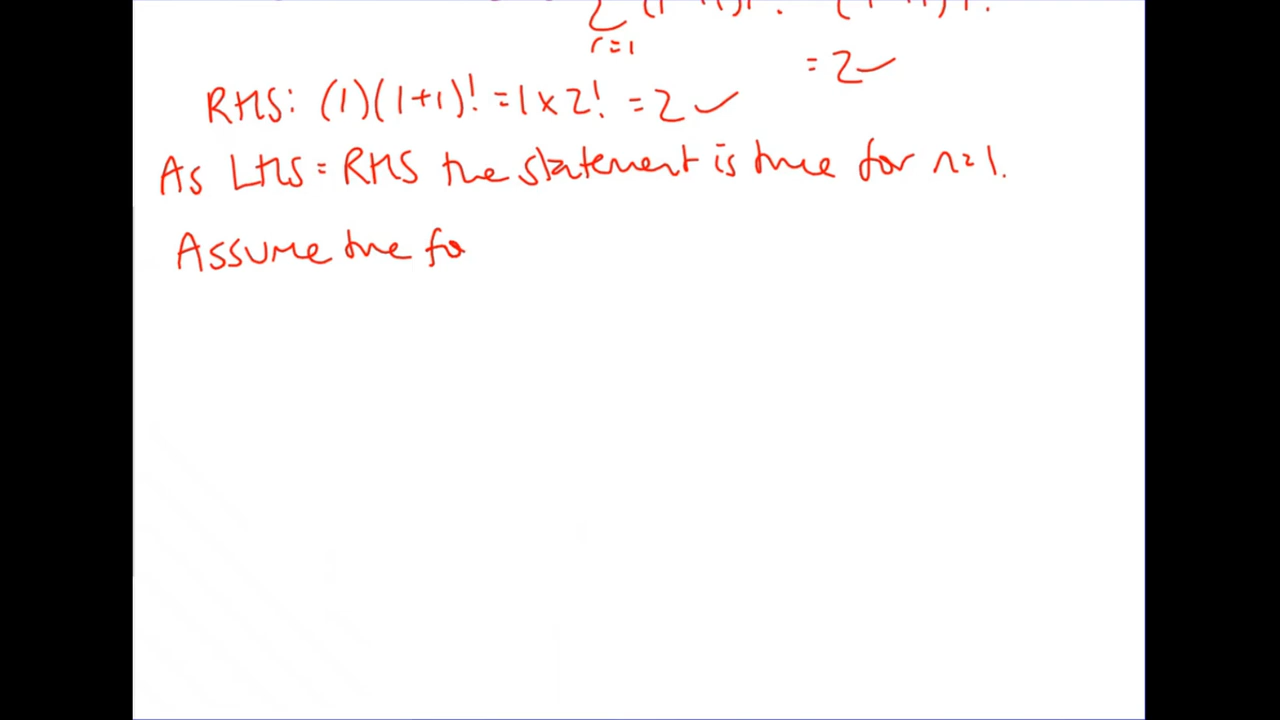 r=1
= 2✓
RHS: (1)(1+1)! = 1 × 2! = 2 ✓
As LHS = RHS the statement is true for n=1.
Assume true fo